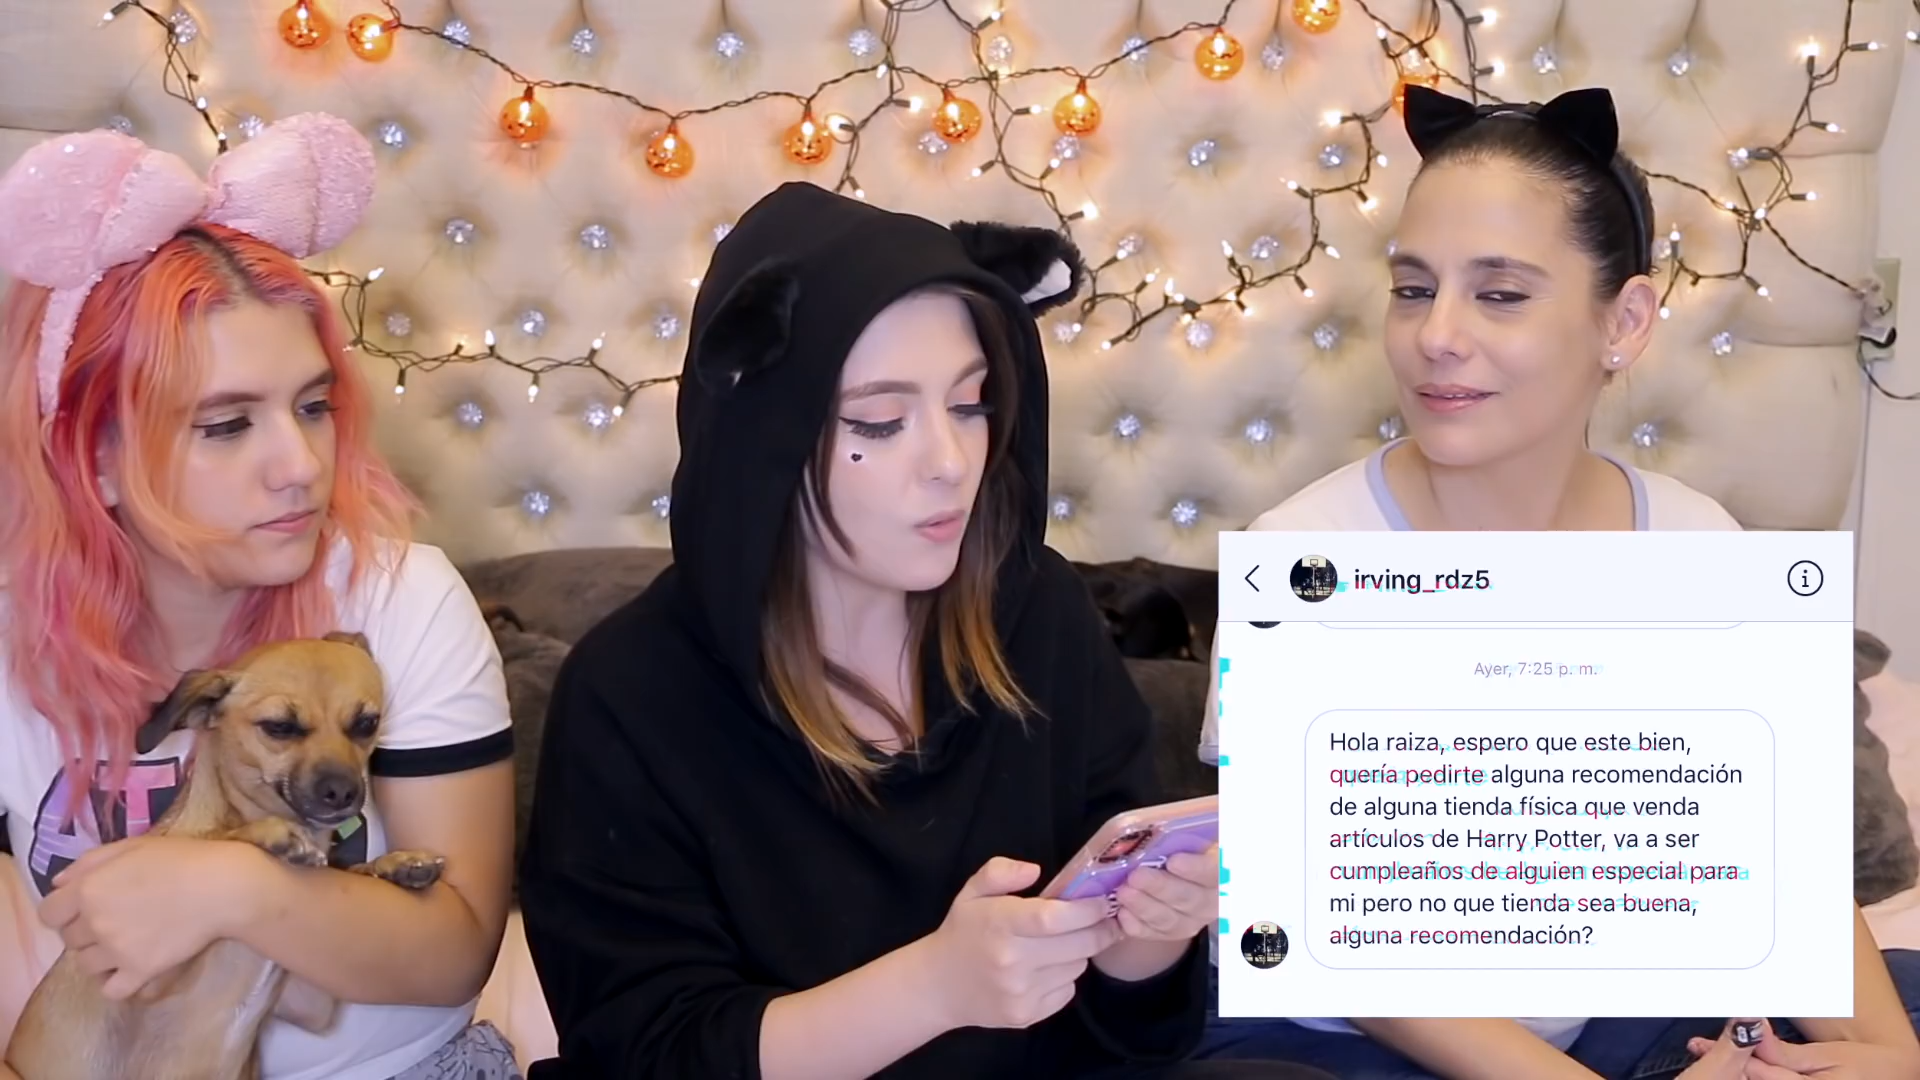 irving_rdz5
Ayer, 7:25 p. m.
Hola raiza, espero que este bien,
quería pedirte alguna recomendación
de alguna tienda física que venda
artículos de Harry Potter, va a ser
cumpleaños de alguien especial para
mi pero no que tienda sea buena,
alguna recomendación?
AT